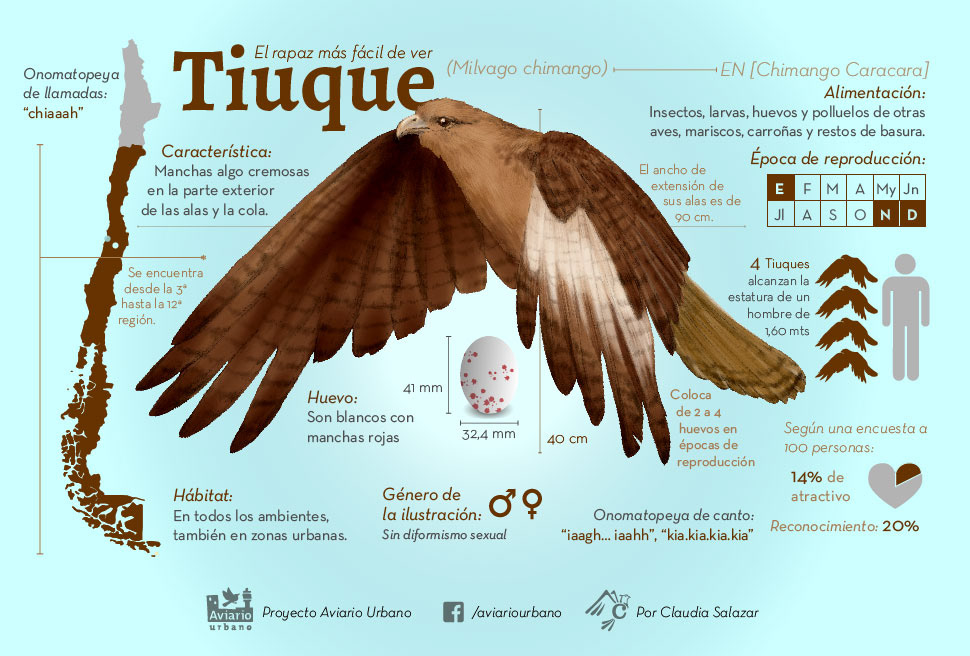 El rapaz más fácil de ver
Tiuque
(Milvago chimango)
EN [Chimango Caracara]
Onomatopeya
de llamadas:
“chiaaah”
Característica:
Manchas algo cremosas
en la parte exterior
de las alas y la cola.
Alimentación:
Insectos, larvas, huevos y polluelos de otras
aves, mariscos, carroñas y restos de basura.
Época de reproducción:
E F M A My Jn
Jl A S O N D
El ancho de
extensión de
sus alas es de
90 cm.
Se encuentra
desde la 3ª
hasta la 12ª
región.
4 Tiuques
alcanzan la
estatura de un
hombre de
1,60 mts
Huevo:
Son blancos con
manchas rojas
41 mm
32,4 mm
40 cm
Coloca
de 2 a 4
huevos en
épocas de
reproducción
Según una encuesta a
100 personas:
14% de
atractivo
Reconocimiento: 20%
Hábitat:
En todos los ambientes,
también en zonas urbanas.
Género de
la ilustración:
Sin diformismo sexual
Onomatopeya de canto:
“iaagh... iaahh”, “kia.kia.kia.kia”
Aviario
urbano
Proyecto Aviario Urbano
/aviariourbano
C
Por Claudia Salazar